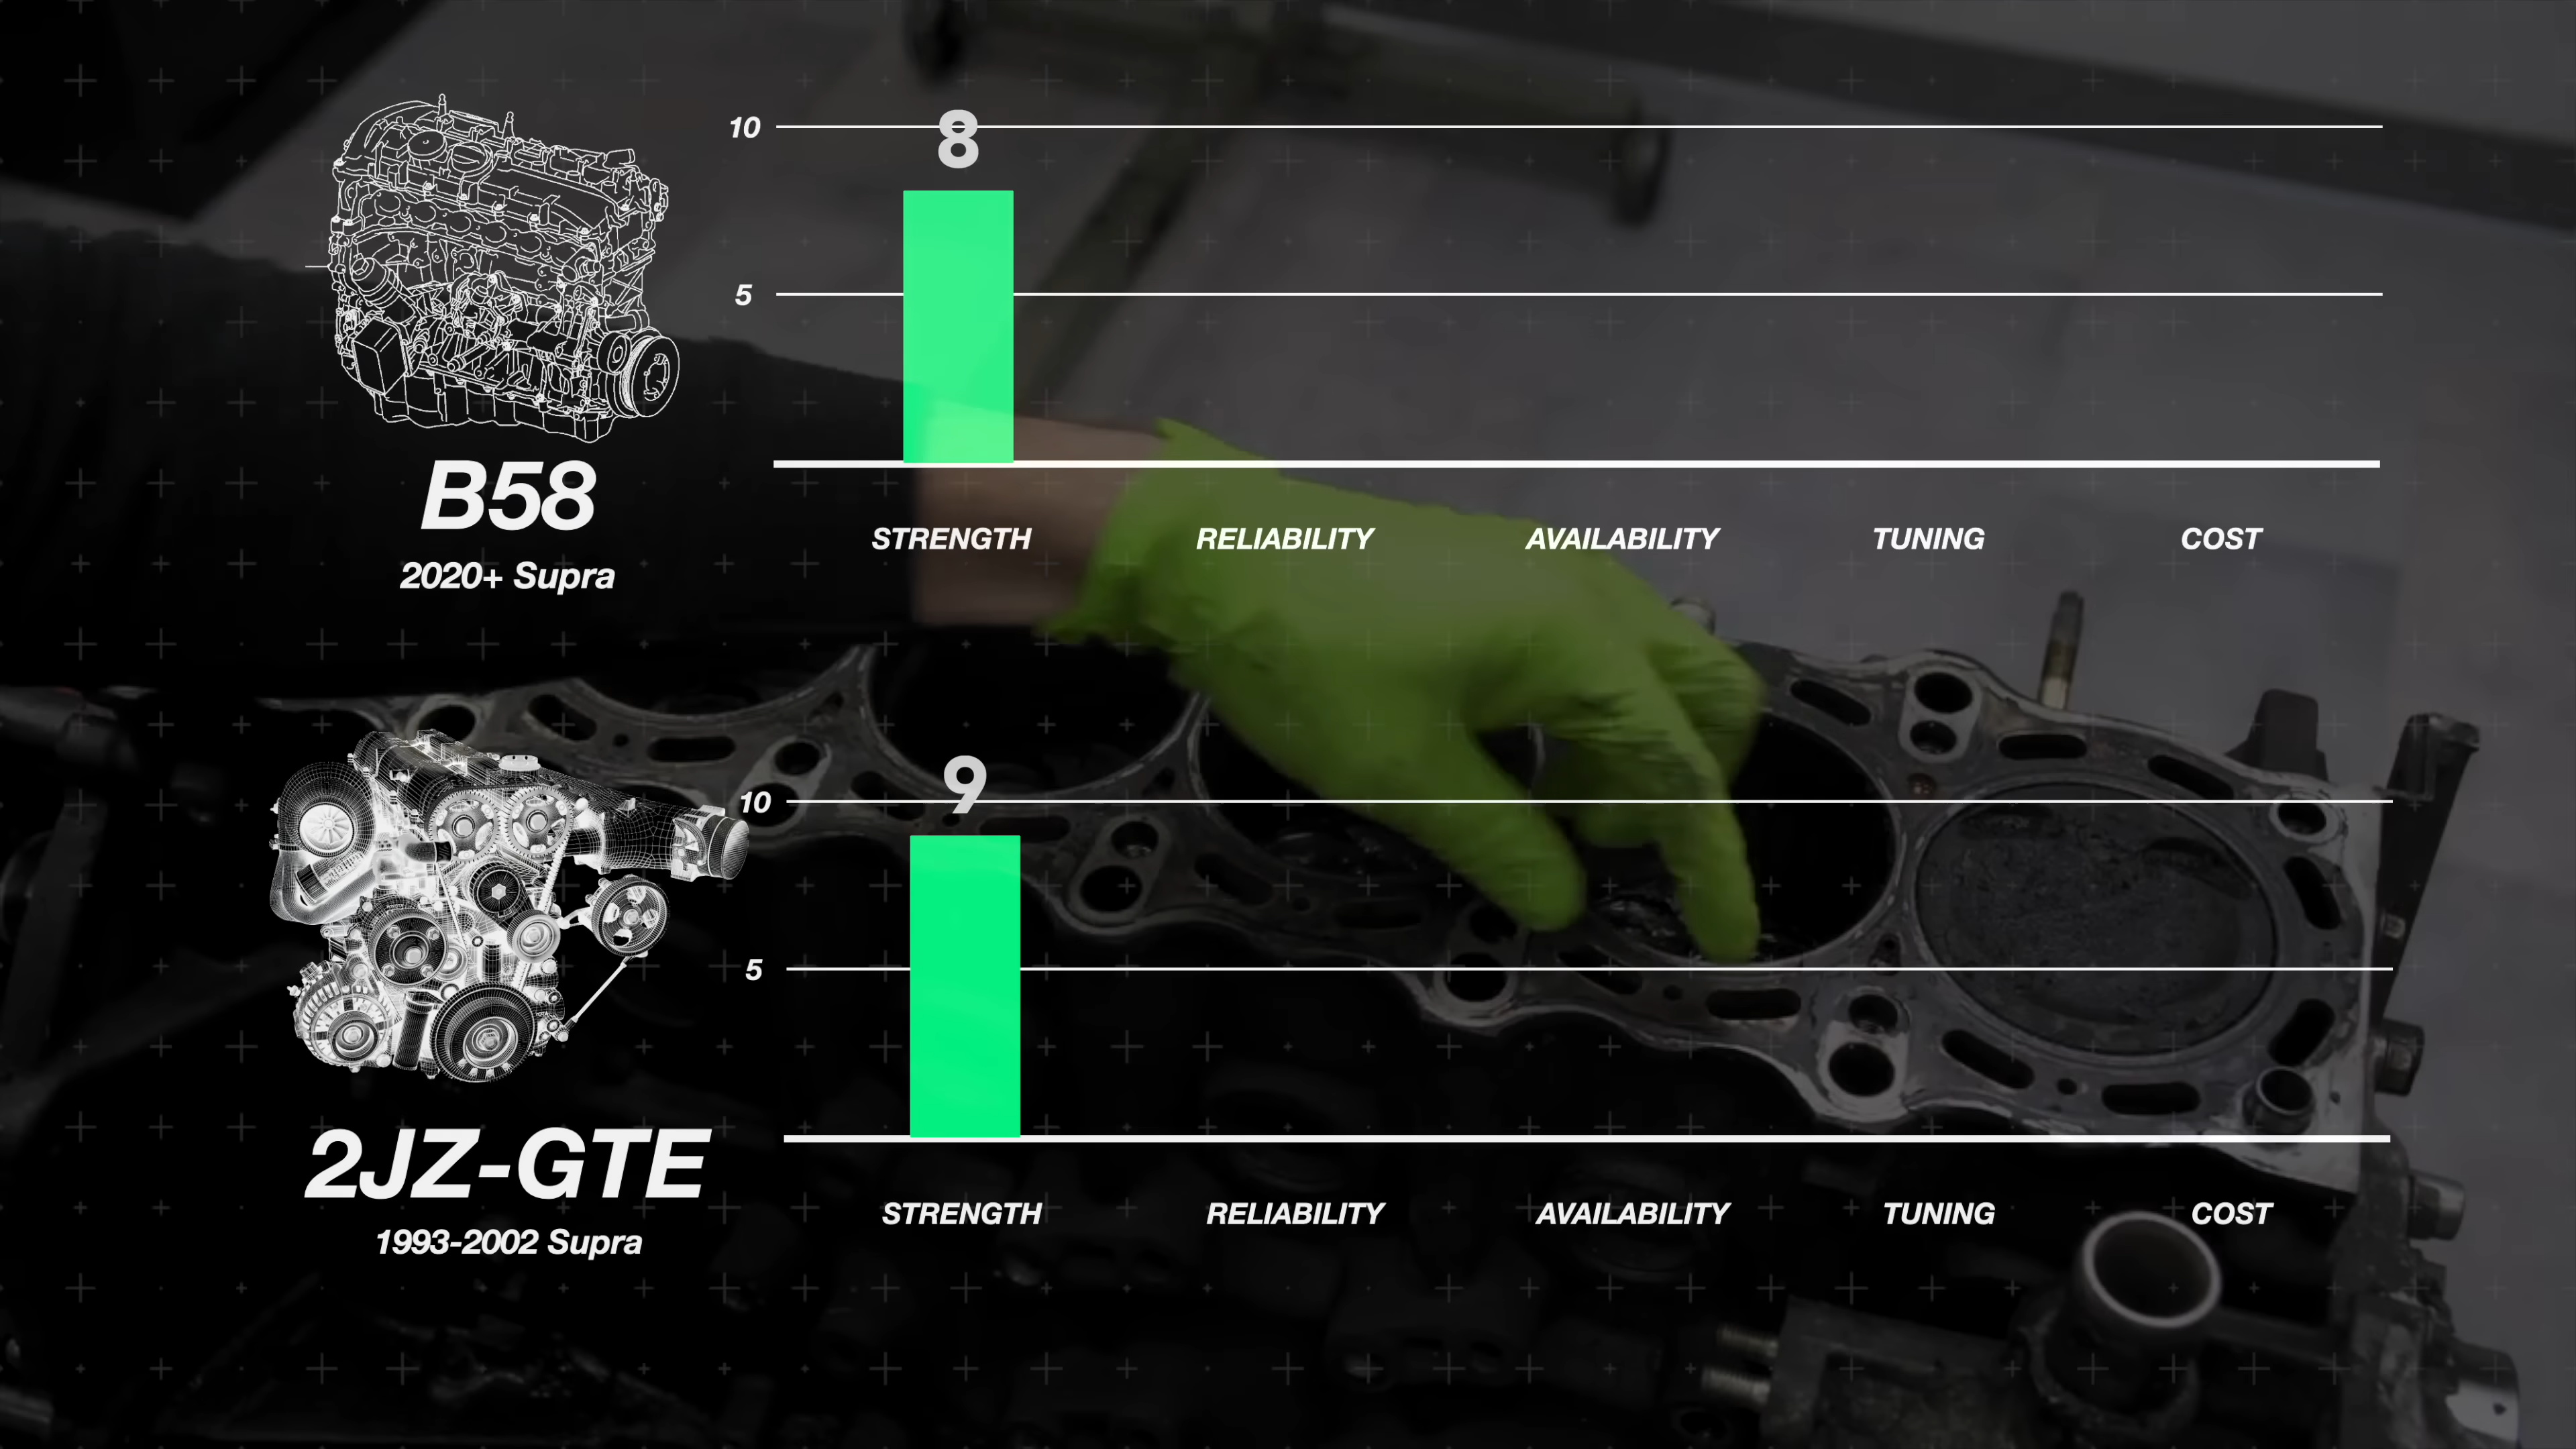 10
8
5
STRENGTH RELIABILITY AVAILABILITY TUNING COST
B58
2020+ Supra
10
9
5
2JZ-GTE
1993-2002 Supra
STRENGTH RELIABILITY AVAILABILITY TUNING COST